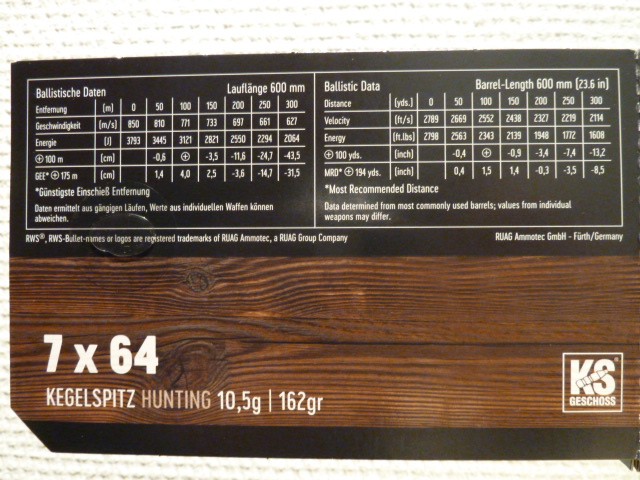 Ballistische Daten Lauflänge 600 mm
Entfernung [m] 0 50 100 150 200 250 300
Geschwindigkeit [m/s] 850 810 771 733 697 661 627
Energie [J] 3793 3445 3121 2821 2550 2294 2064
⊕ 100 m [cm] -0,6 ⊕ -3,5 -11,6 -24,7 -43,5
GEE* ⊕ 175 m [cm] 1,4 4,0 2,5 -3,6 -14,7 -31,5
*Günstigste Einschieß Entfernung
Daten ermittelt aus gängigen Läufen, Werte aus individuellen Waffen können
abweichen.
Ballistic Data Barrel-Length 600 mm (23.6 in)
Distance [yds.] 0 50 100 150 200 250 300
Velocity [ft/s] 2789 2669 2552 2438 2327 2219 2114
Energy [ft.lbs] 2798 2563 2343 2139 1948 1772 1608
⊕ 100 yds. [inch] -0,4 ⊕ -0,9 -3,4 -7,4 -13,2
MRD* ⊕ 194 yds. [inch] 0,4 1,5 1,4 -0,3 -3,5 -8,5
*Most Recommended Distance
Data determined from most commonly used barrels; values from individual
weapons may differ.
RWS®, RWS-Bullet-names or logos are registered trademarks of RUAG Ammotec, a RUAG Group Company
RUAG Ammotec GmbH - Fürth/Germany
7 x 64
KEGELSPITZ HUNTING 10,5g | 162gr
KS
GESCHOSS